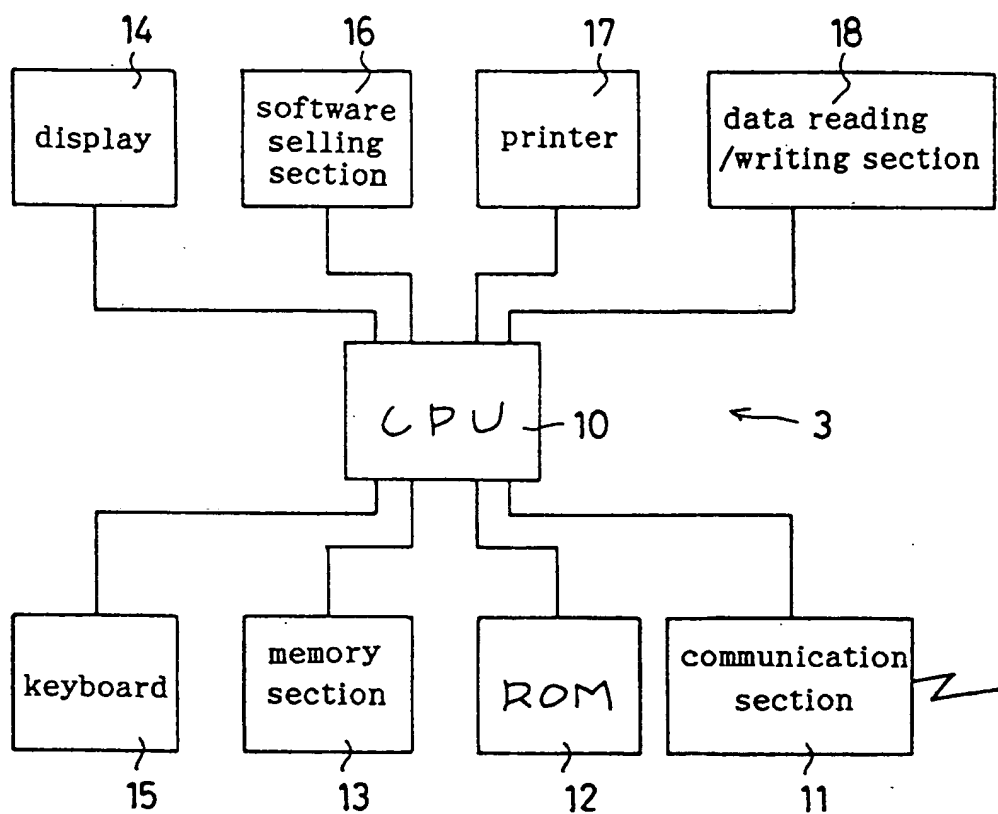 14
16
17
18
display
software
selling
section
printer
data reading
/writing section
CPU
10
3
keyboard
memory
section
ROM
communication
section
15
13
12
11